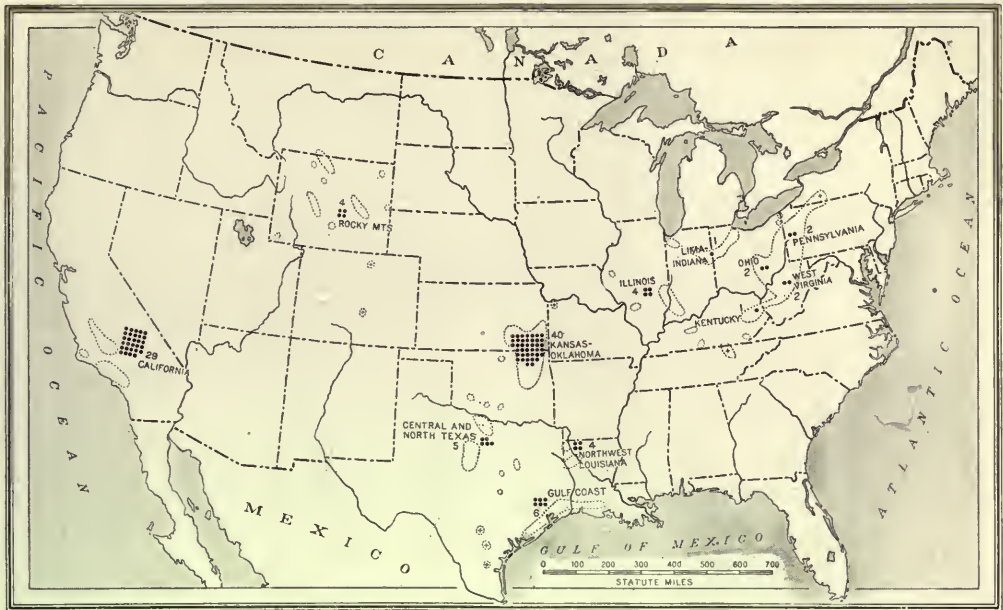 C A N A D A
PACIFIC OCEAN
4
ROCKY MTS.
2
PENNSYLVANIA
LIMA-
INDIANA
OHIO
2
ILLINOIS
4
WEST
VIRGINIA
2
KENTUCKY
28
CALIFORNIA
40
KANSAS-
OKLAHOMA
CENTRAL AND
NORTH TEXAS
5
4
NORTHWEST
LOUISIANA
GULF COAST
6
MEXICO
GULF OF MEXICO
ATLANTIC OCEAN
0 100 200 300 400 500 600 700
STATUTE MILES